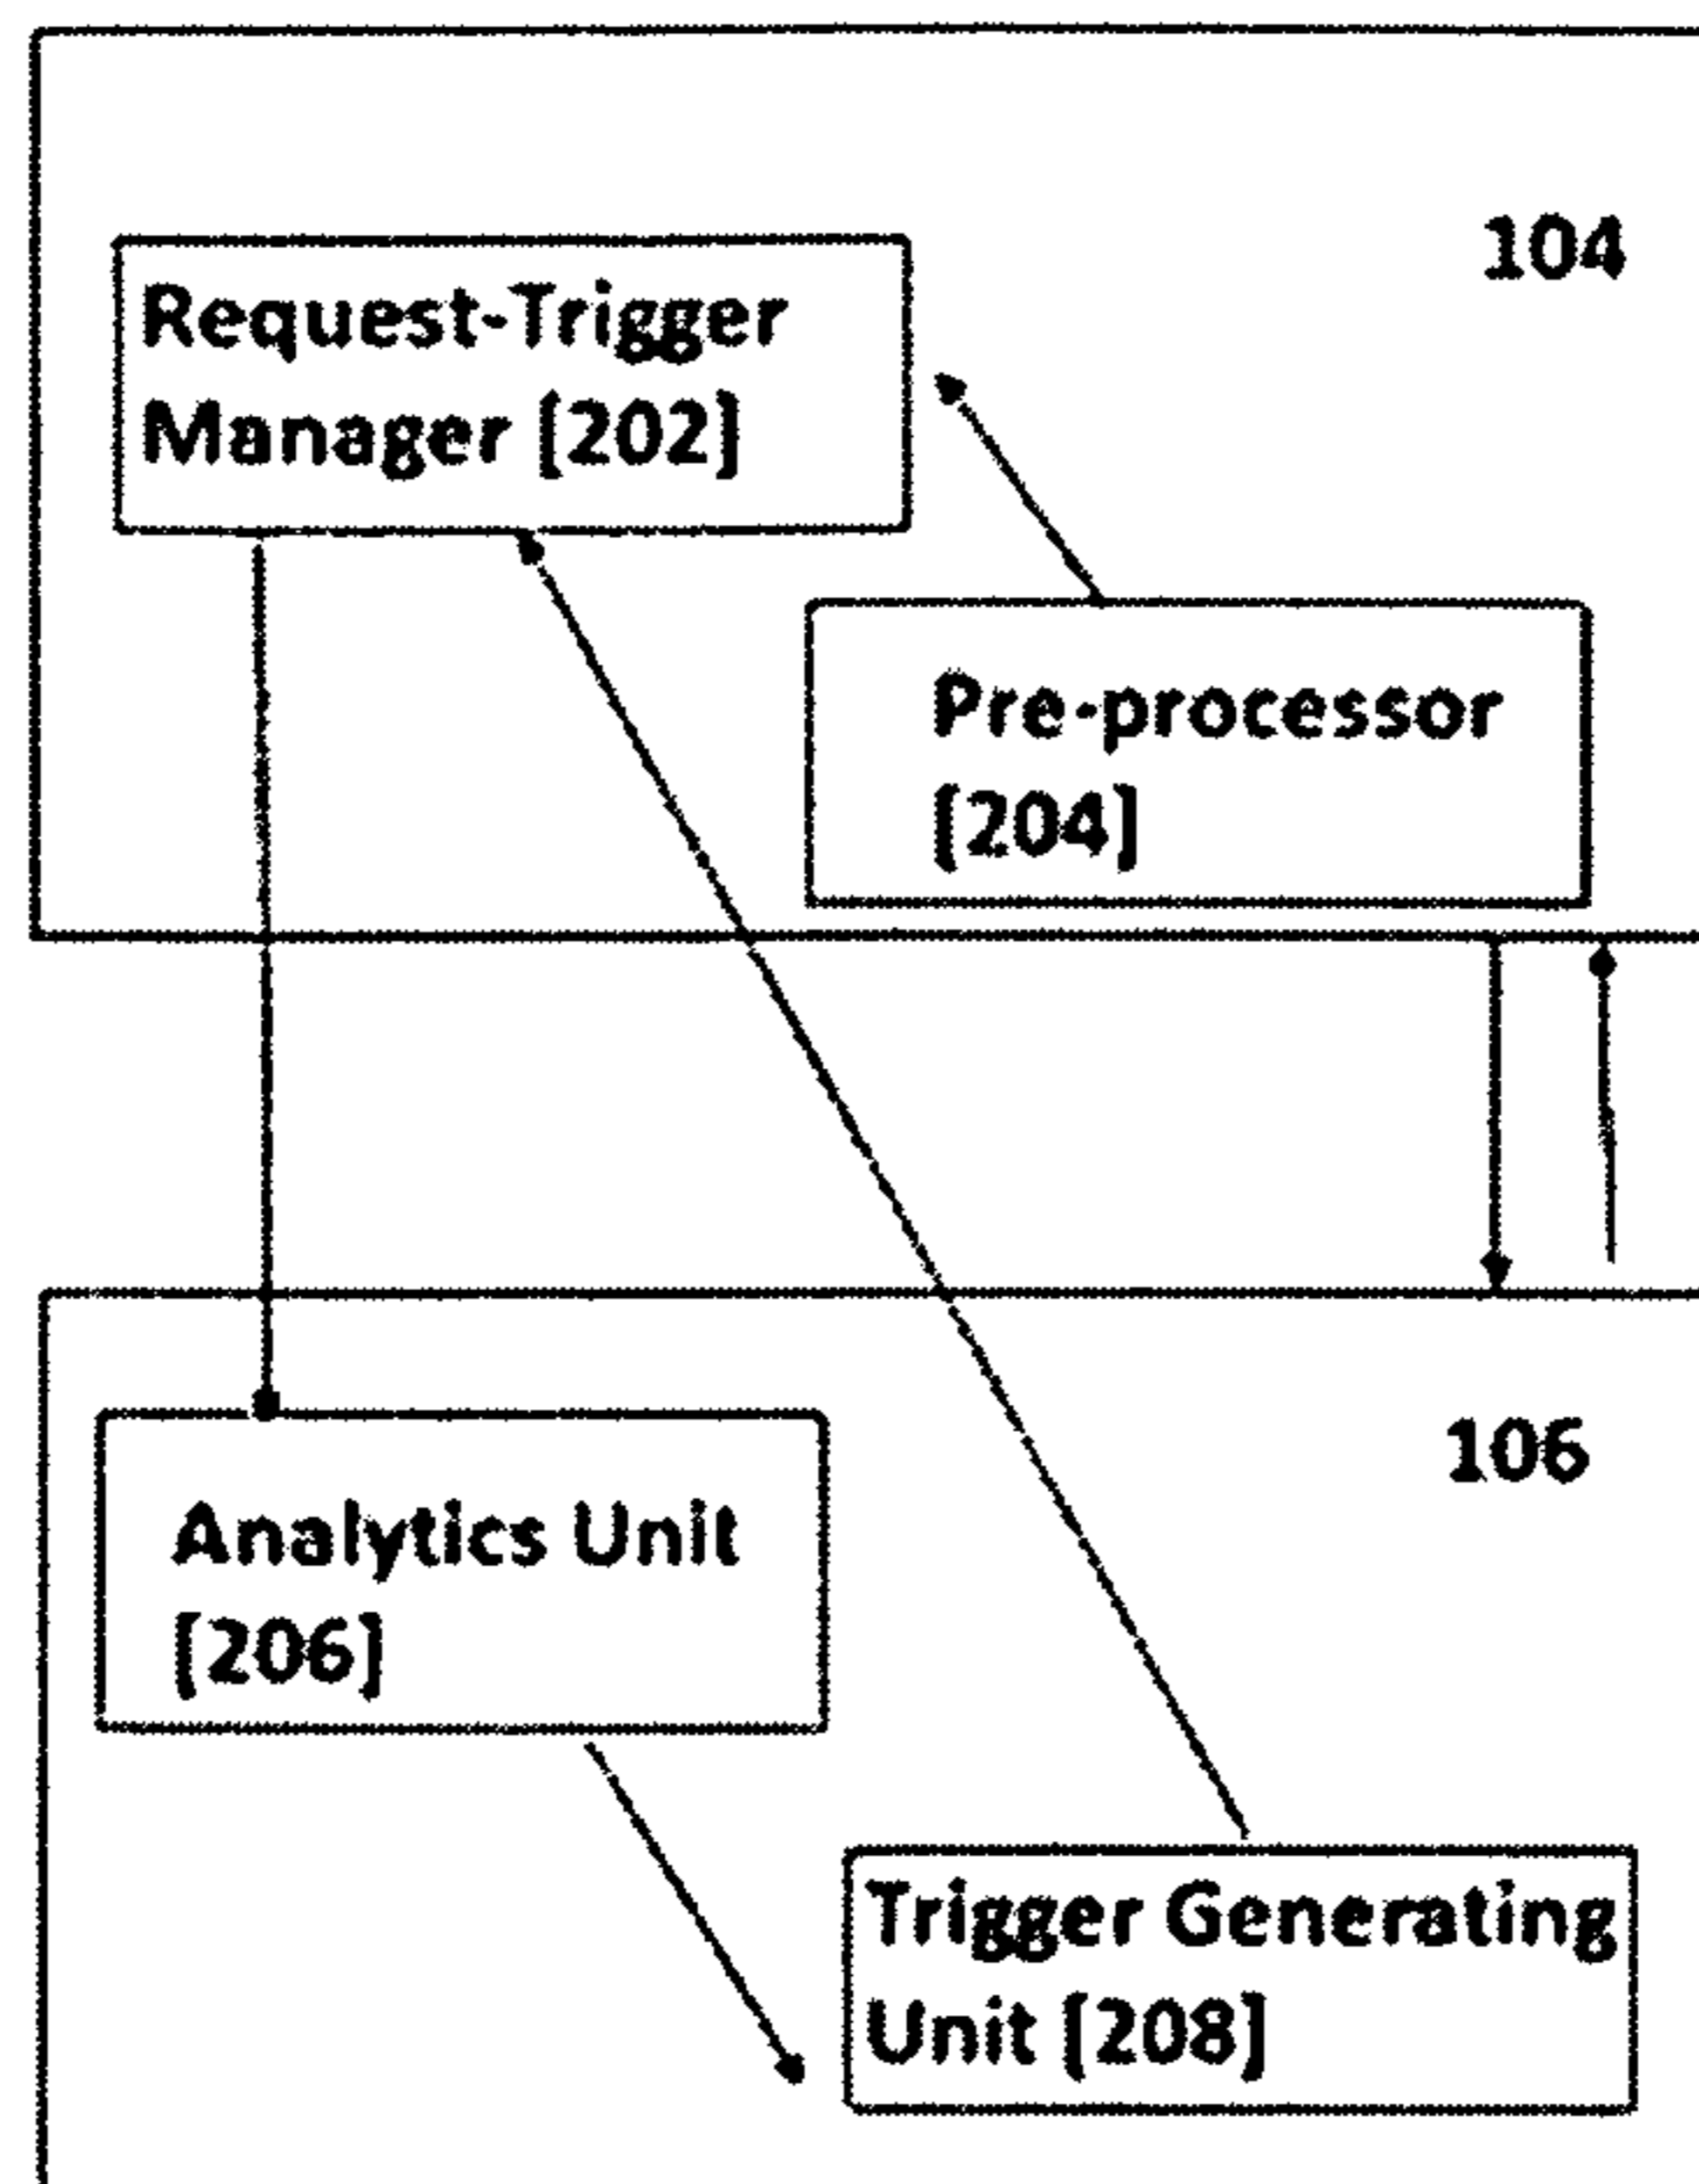 104
Request-Trigger
Manager [202]
Pre-processor
[204]
106
Analytics Unit
[206]
Trigger Generating
Unit [208]